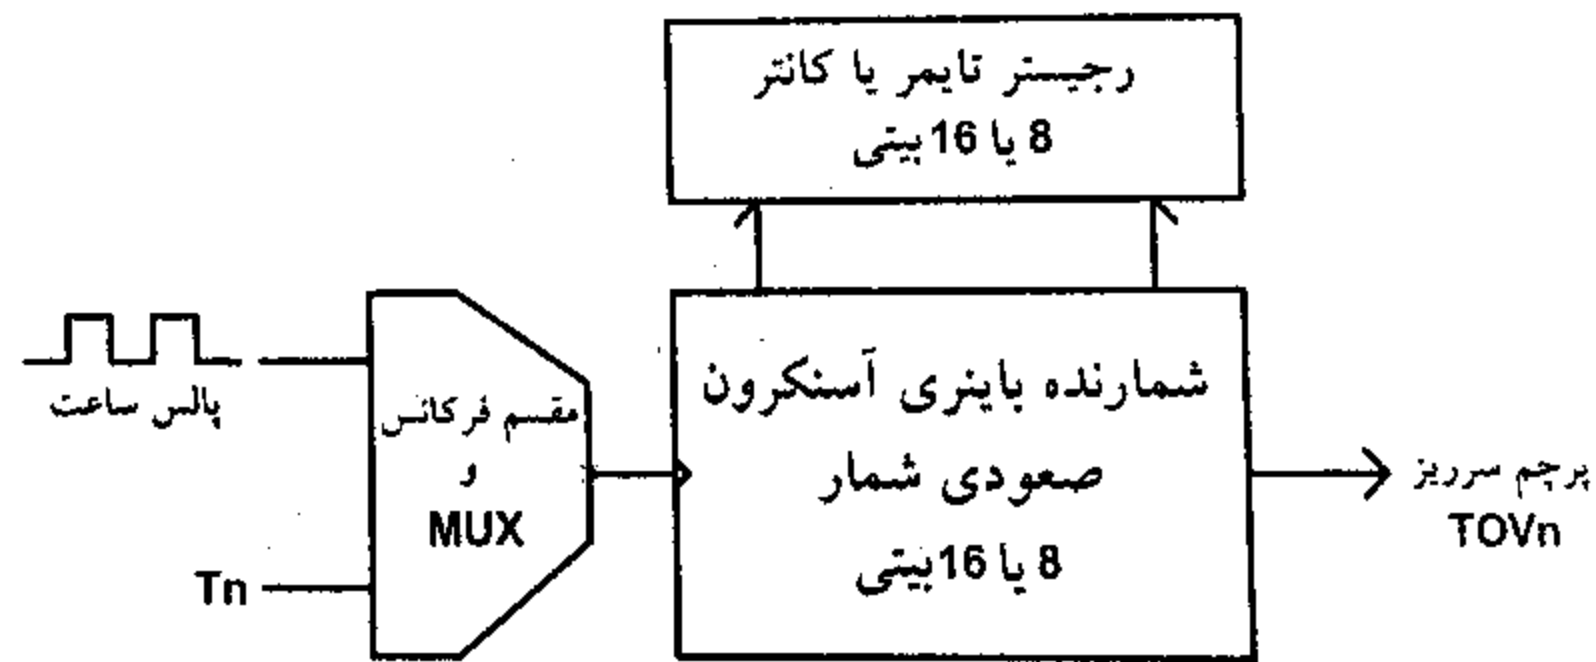 رجیستر تایمر یا کانتر
8 یا 16 بیتی
پالس ساعت
مقسم فرکانس
و
MUX
Tn
شمارنده باینری آسنکرون
صعودی شمار
8 یا 16 بیتی
پرچم سرریز
TOVn